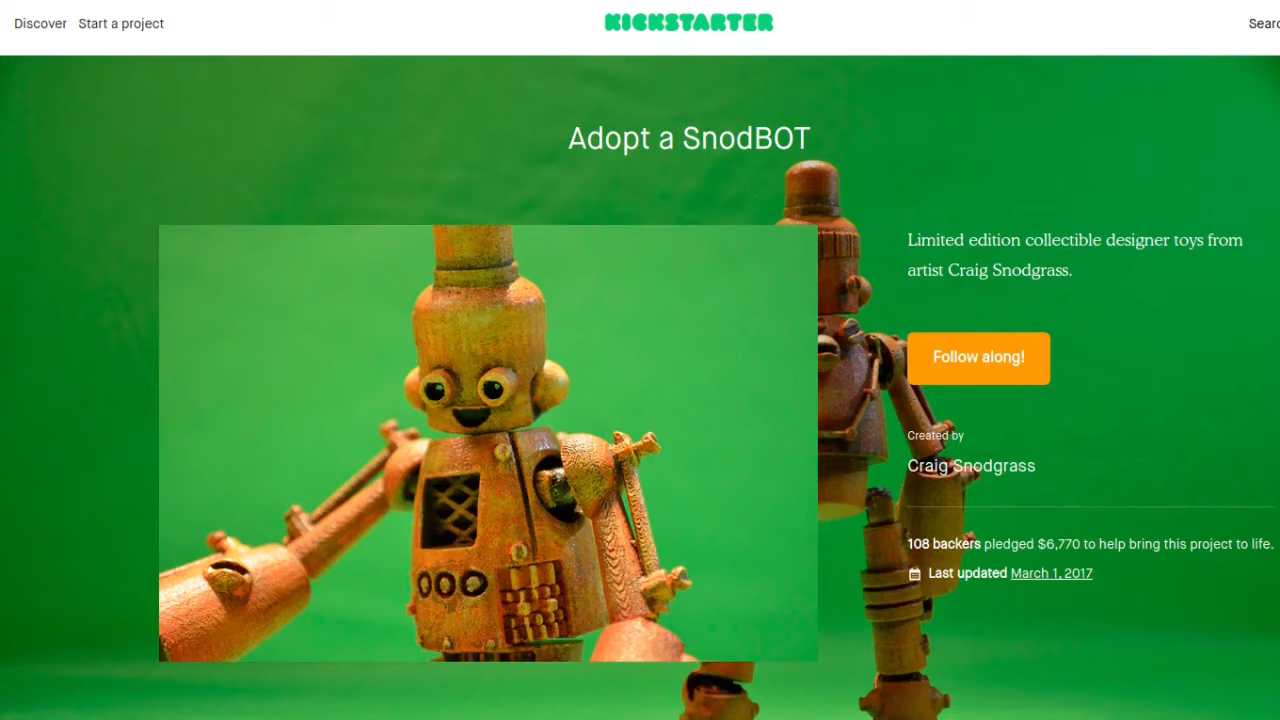 Discover Start a project
KICKSTARTER
Searc
Adopt a SnodBOT
Limited edition collectible designer toys from
artist Craig Snodgrass.
Follow along!
Created by
Craig Snodgrass
108 backers pledged $6,770 to help bring this project to life.
Last updated March 1, 2017